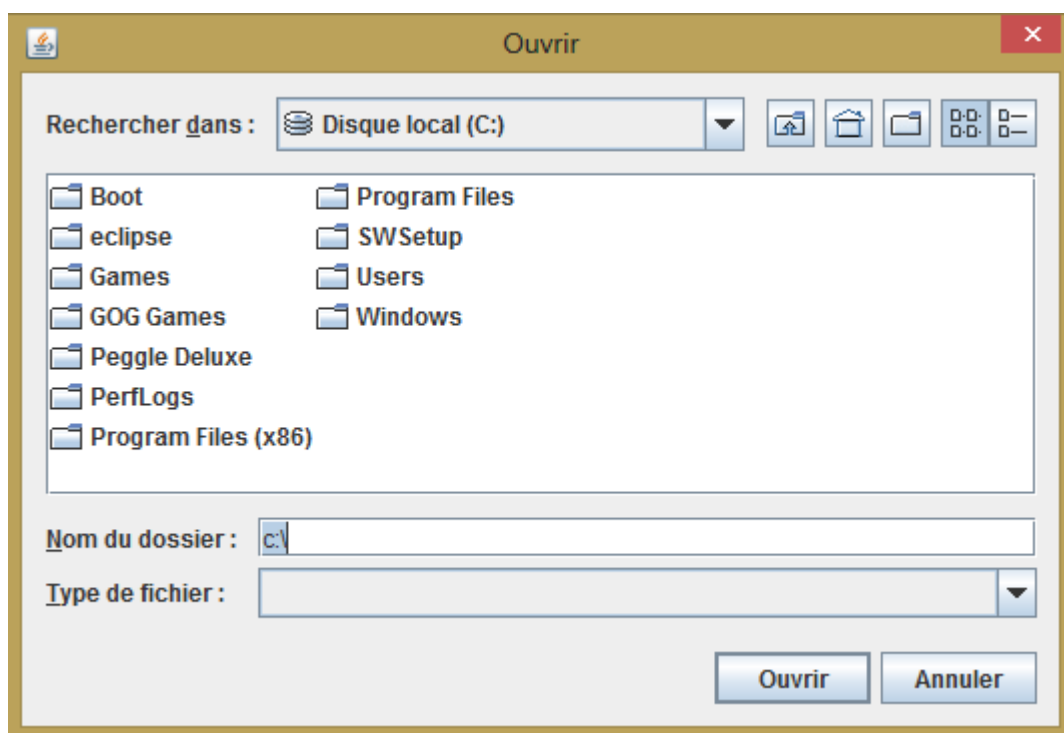 Ouvrir
Rechercher dans : Disque local (C:)
Boot Program Files
eclipse SWSetup
Games Users
GOG Games Windows
Peggle Deluxe
PerfLogs
Program Files (x86)
Nom du dossier : c:\
Type de fichier :
Ouvrir Annuler